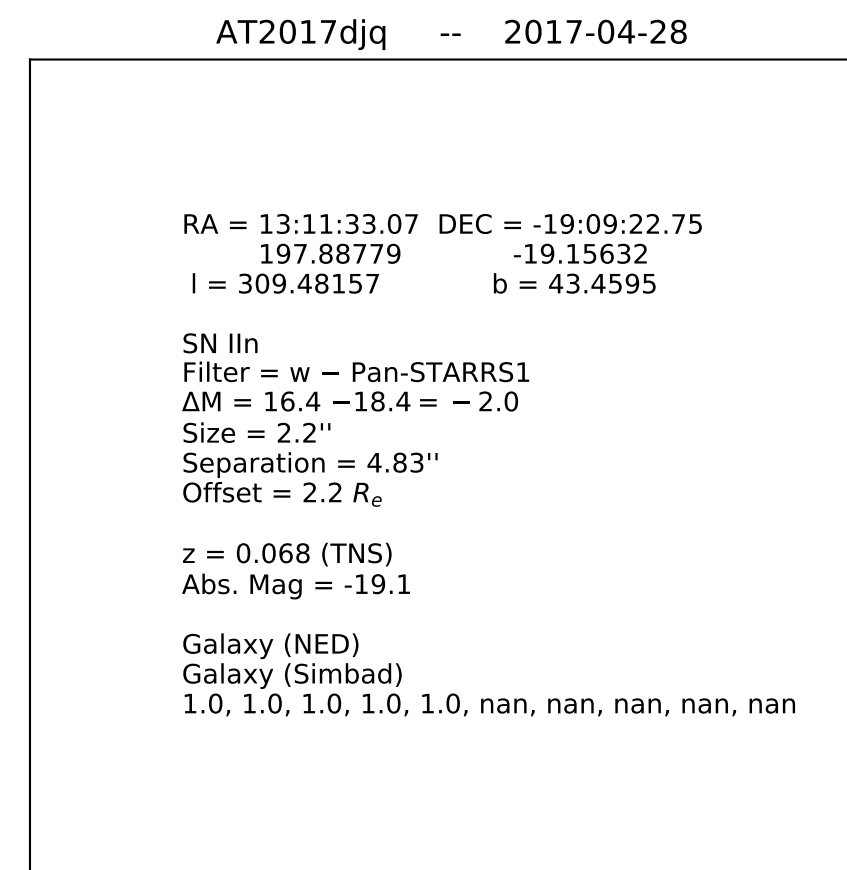 AT2017djq -- 2017-04-28
RA = 13:11:33.07 DEC = -19:09:22.75
197.88779 -19.15632
l = 309.48157 b = 43.4595
SN IIn
Filter = w − Pan-STARRS1
ΔM = 16.4 −18.4 = − 2.0
Size = 2.2''
Separation = 4.83''
Offset = 2.2 Rₑ
z = 0.068 (TNS)
Abs. Mag = -19.1
Galaxy (NED)
Galaxy (Simbad)
1.0, 1.0, 1.0, 1.0, 1.0, nan, nan, nan, nan, nan